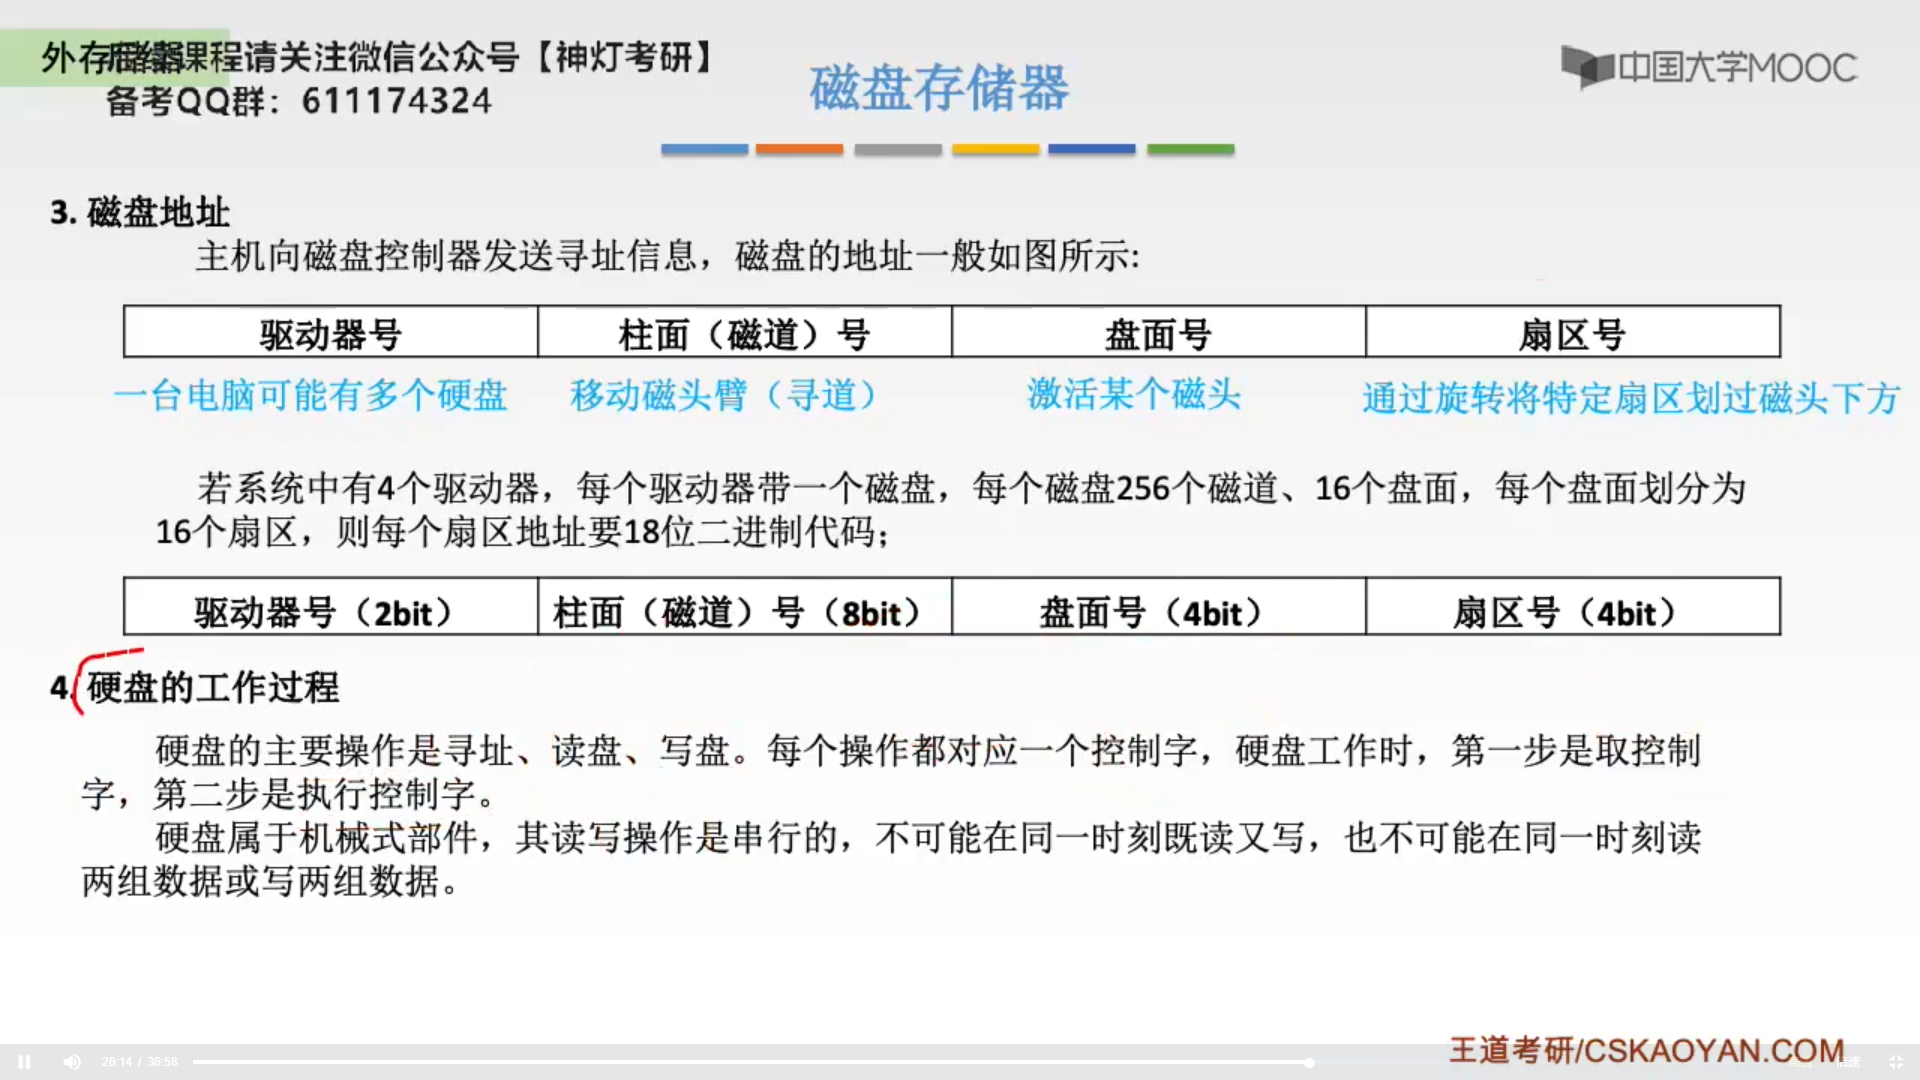 外存储器课程请关注微信公众号【神灯考研】
备考QQ群：611174324
中国大学MOOC
磁盘存储器
3. 磁盘地址
主机向磁盘控制器发送寻址信息，磁盘的地址一般如图所示:
驱动器号 柱面（磁道）号 盘面号 扇区号
一台电脑可能有多个硬盘 移动磁头臂（寻道） 激活某个磁头 通过旋转将特定扇区划过磁头下方
若系统中有4个驱动器，每个驱动器带一个磁盘，每个磁盘256个磁道、16个盘面，每个盘面划分为
16个扇区，则每个扇区地址要18位二进制代码；
驱动器号（2bit） 柱面（磁道）号（8bit） 盘面号（4bit） 扇区号（4bit）
4. 硬盘的工作过程
硬盘的主要操作是寻址、读盘、写盘。每个操作都对应一个控制字，硬盘工作时，第一步是取控制
字，第二步是执行控制字。
硬盘属于机械式部件，其读写操作是串行的，不可能在同一时刻既读又写，也不可能在同一时刻读
两组数据或写两组数据。
王道考研/CSKAOYAN.COM
26:14 / 36:58